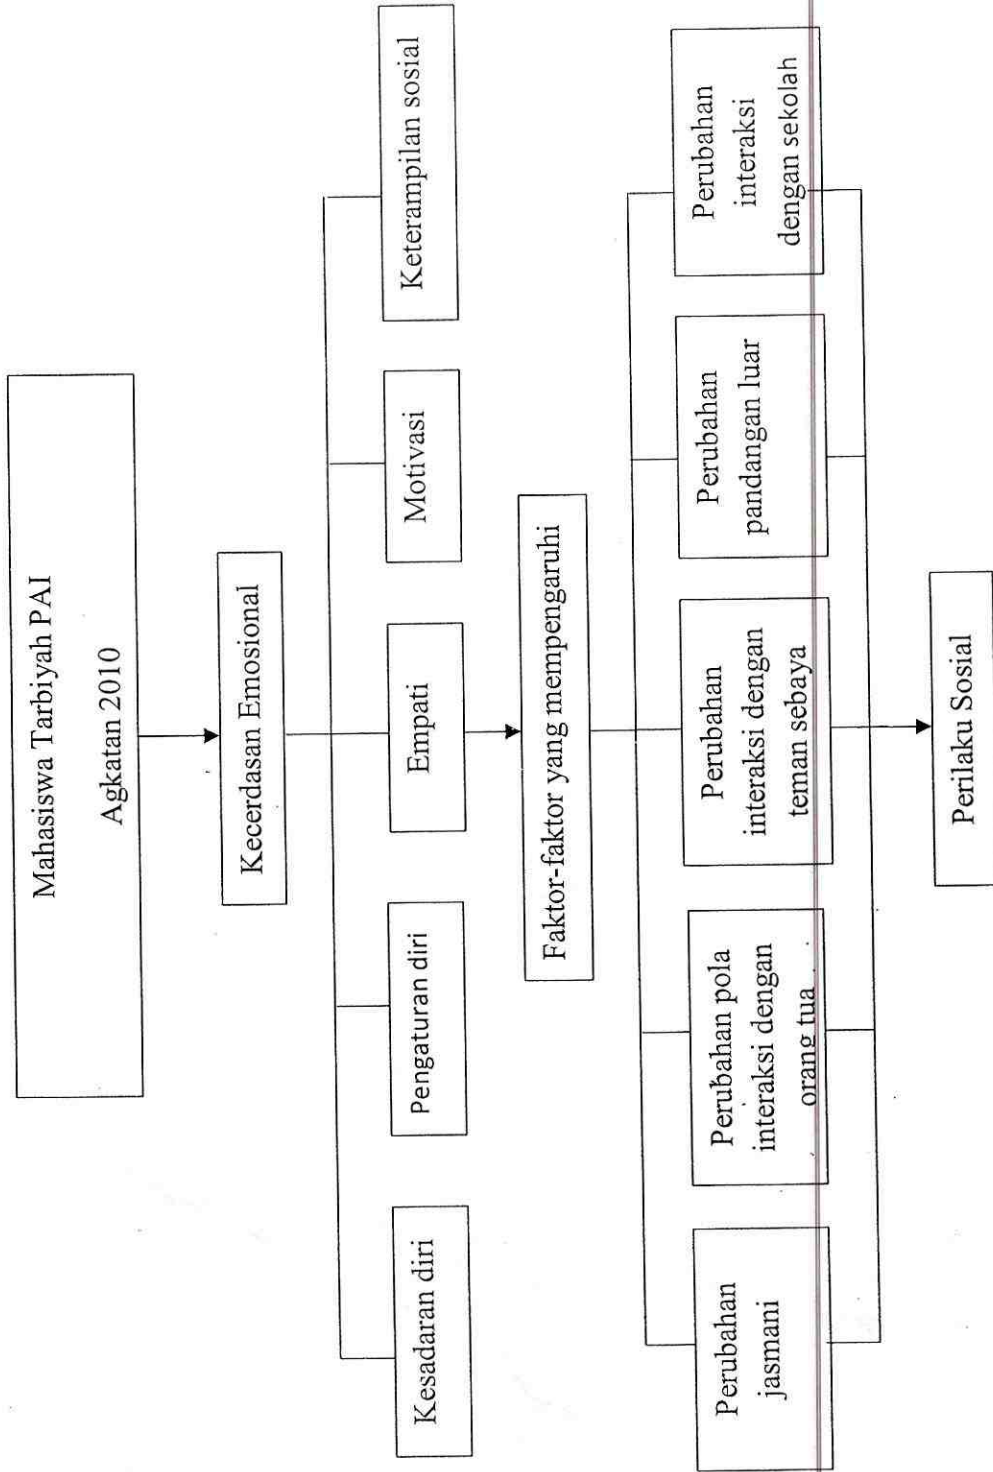 Mahasiswa Tarbiyah PAI
Agkatan 2010
Kecerdasan Emosional
Kesadaran diri
Pengaturan diri
Empati
Motivasi
Keterampilan sosial
Faktor-faktor yang mempengaruhi
Perubahan
jasmani
Perubahan pola
interaksi dengan
orang tua
Perubahan
interaksi dengan
teman sebaya
Perubahan
pandangan luar
Perubahan
interaksi
dengan sekolah
Perilaku Sosial